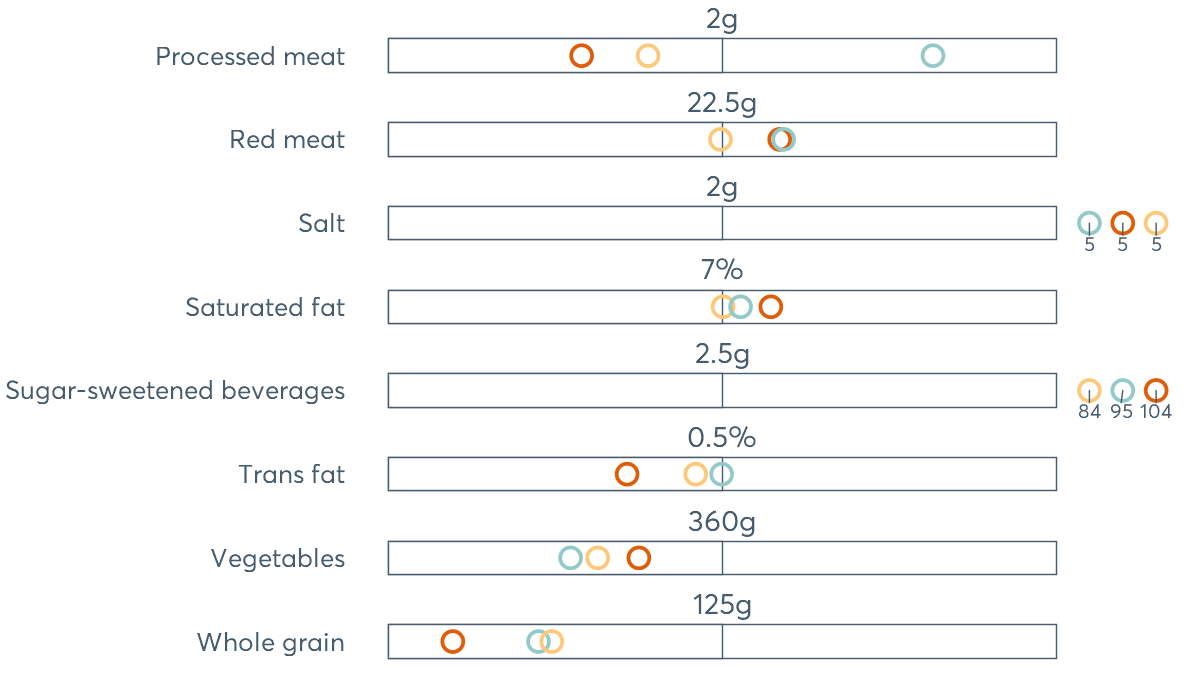 2g
Processed meat
22.5g
Red meat
2g
Salt
5 5 5
7%
Saturated fat
2.5g
Sugar-sweetened beverages
84 95 104
0.5%
Trans fat
360g
Vegetables
125g
Whole grain